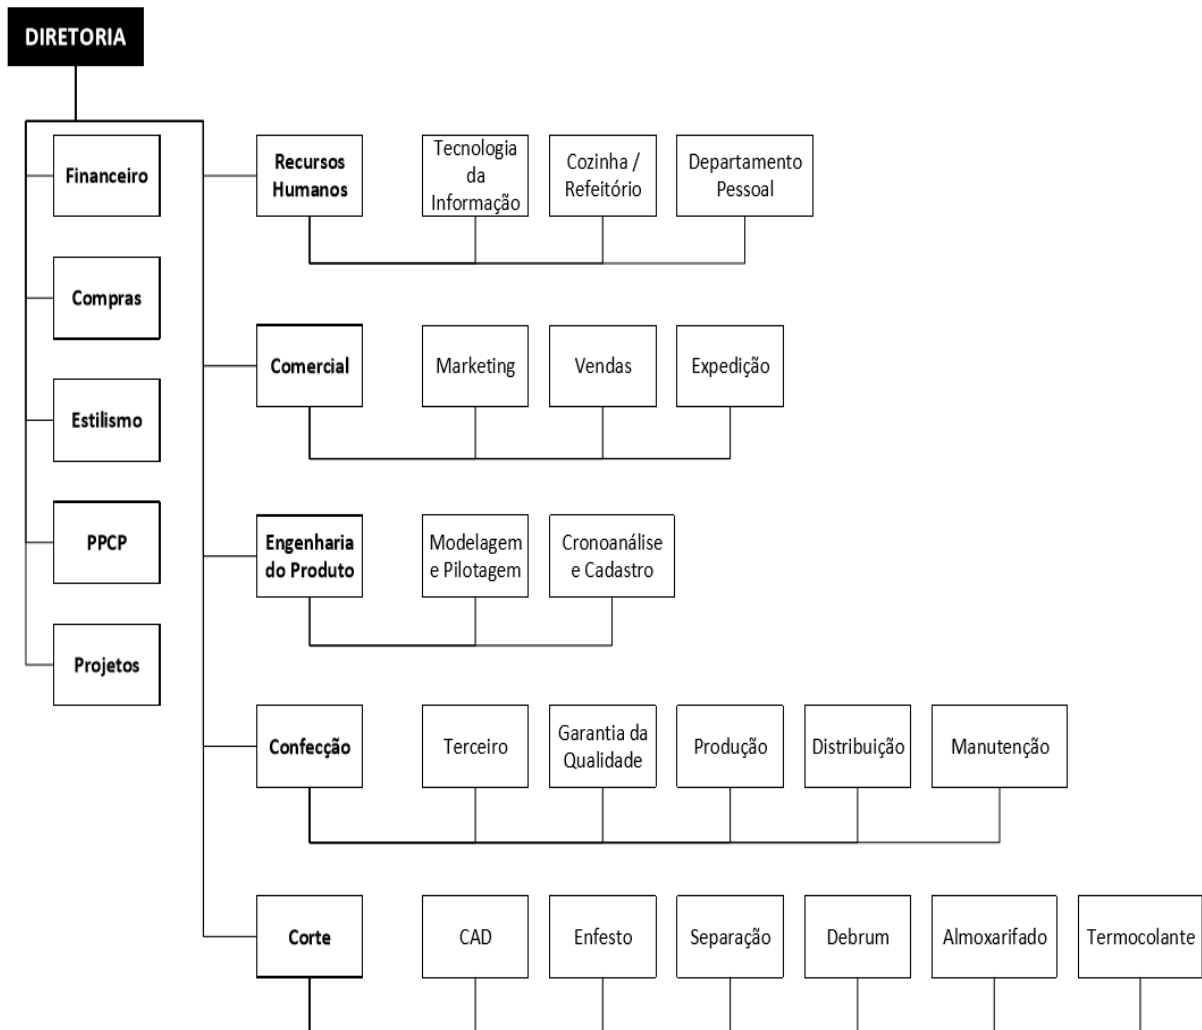 DIRETORIA
Financeiro
Compras
Estilismo
PPCP
Projetos
Recursos
Humanos
Tecnologia
da
Informação
Cozinha /
Refeitório
Departamento
Pessoal
Comercial
Marketing
Vendas
Expedição
Engenharia
do Produto
Modelagem
e Pilotagem
Cronoanálise
e Cadastro
Confecção
Terceiro
Garantia da
Qualidade
Produção
Distribuição
Manutenção
Corte
CAD
Enfesto
Separação
Debrum
Almoxarifado
Termocolante